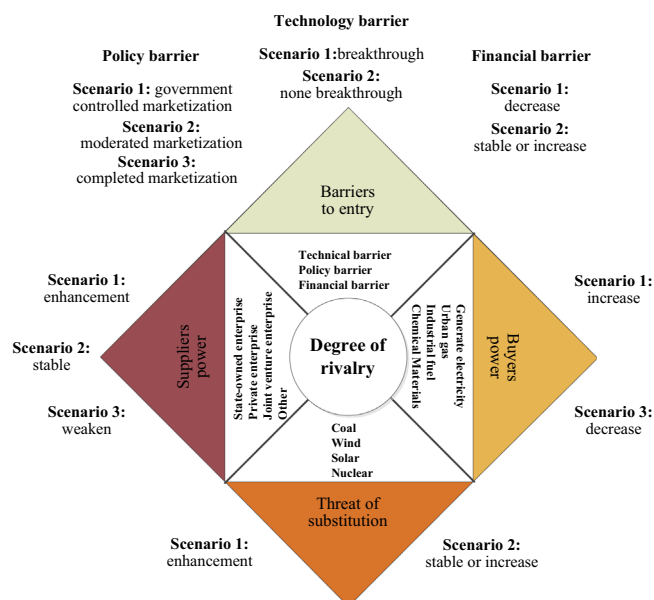 Technology barrier
Scenario 1:breakthrough
Scenario 2:
none breakthrough
Policy barrier
Scenario 1: government
controlled marketization
Scenario 2:
moderated marketization
Scenario 3:
completed marketization
Financial barrier
Scenario 1:
decrease
Scenario 2:
stable or increase
Barriers
to entry
Technical barrier
Policy barrier
Financial barrier
Scenario 1:
enhancement
Scenario 2:
stable
Scenario 3:
weaken
Suppliers
power
State-owned enterprise
Private enterprise
Joint venture enterprise
Other
Degree of
rivalry
Generate electricity
Urban gas
Industrial fuel
Chemical Materials
Buyers
power
Scenario 1:
increase
Scenario 3:
decrease
Coal
Wind
Solar
Nuclear
Threat of
substitution
Scenario 1:
enhancement
Scenario 2:
stable or increase